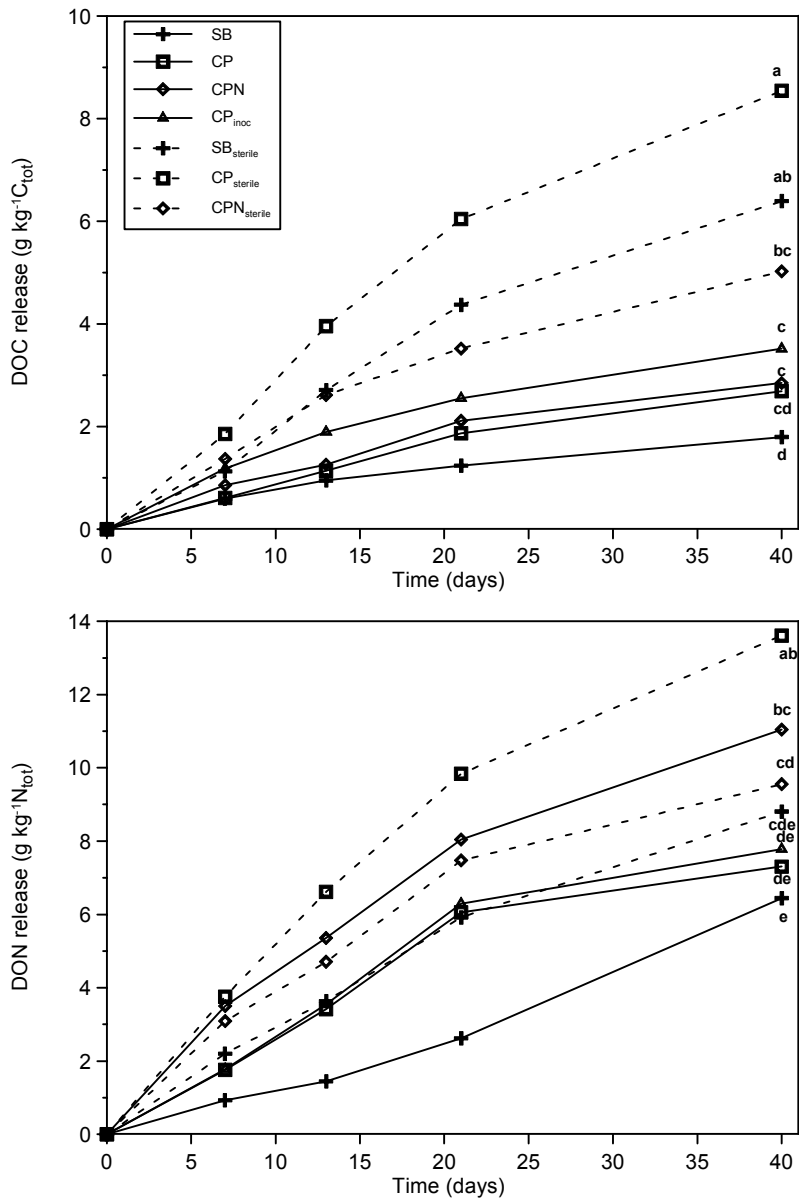 10
8
6
4
2
0
DOC release (g kg⁻¹C_tot)
SB
CP
CPN
CP_inoc
SB_sterile
CP_sterile
CPN_sterile
a
ab
bc
c
c
cd
d
0 5 10 15 20 25 30 35 40
Time (days)
14
12
10
8
6
4
2
0
DON release (g kg⁻¹N_tot)
ab
bc
cd
cde
de
de
e
0 5 10 15 20 25 30 35 40
Time (days)